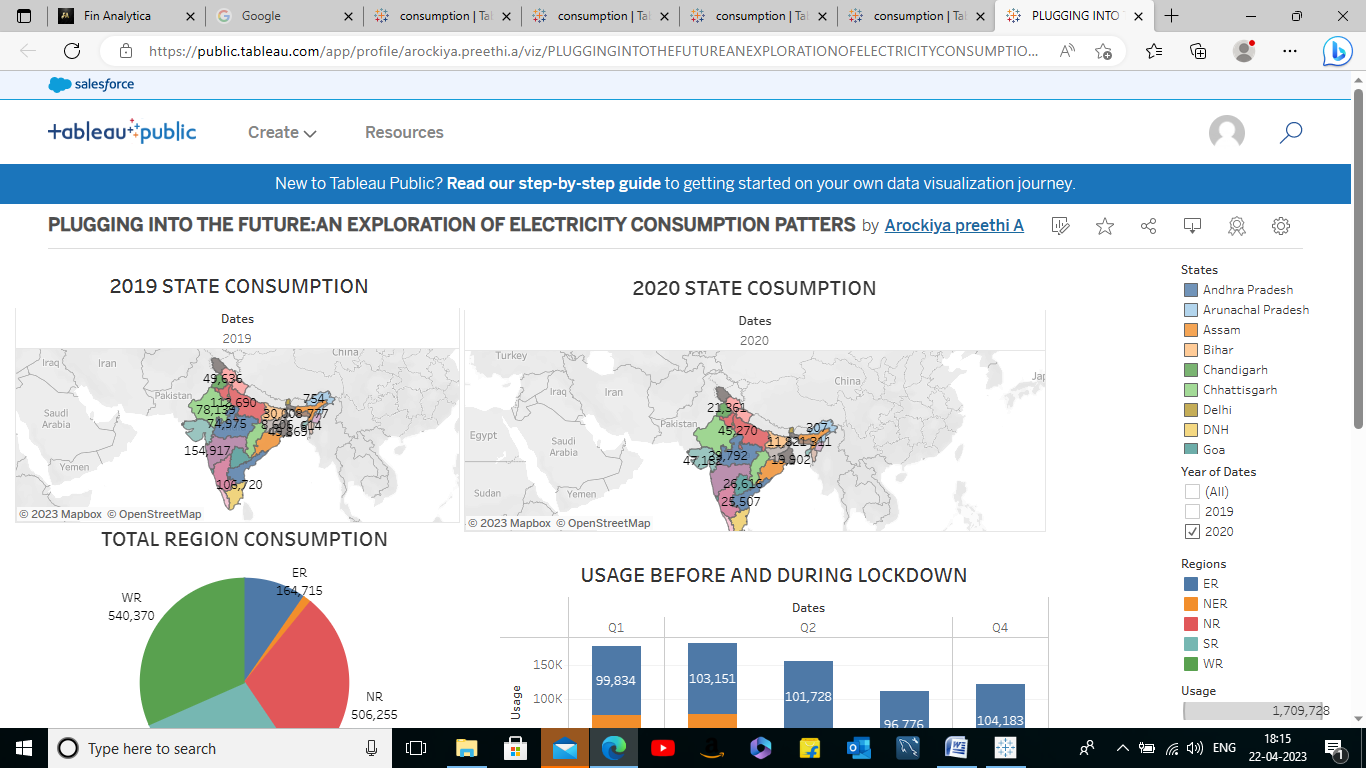 Fin Analytica
Google
consumption | Tal
consumption | Tal
consumption | Tal
consumption | Tal
PLUGGING INTO
https://public.tableau.com/app/profile/arockiya.preethi.a/viz/PLUGGINGINTOTHEFUTUREANEXPLORATIONOFELECTRICITYCONSUMPTIO...
salesforce
tableau public
Create
Resources
New to Tableau Public? Read our step-by-step guide to getting started on your own data visualization journey.
PLUGGING INTO THE FUTURE:AN EXPLORATION OF ELECTRICITY CONSUMPTION PATTERS by Arockiya preethi A
2019 STATE CONSUMPTION
Dates
2019
China
Iraq
Iran
Pakistan
Saudi
Arabia
Yemen
49,636
112,690
78,139
74,975
754
30,008
777
8,606
614
49,869
154,917
106,720
© 2023 Mapbox © OpenStreetMap
2020 STATE COSUMPTION
Dates
2020
Turkey
Iraq
Iran
China
Jap
Pakistan
Egypt
Saudi
Arabia
Sudan
Yemen
21,361
45,270
307
11,821
311
47,152
39,792
19,902
26,616
25,507
© 2023 Mapbox © OpenStreetMap
TOTAL REGION CONSUMPTION
ER
164,715
WR
540,370
NR
506,255
USAGE BEFORE AND DURING LOCKDOWN
Dates
Q1
Q2
Q4
Usage
150K
100K
99,834
103,151
101,728
96,776
104,183
States
Andhra Pradesh
Arunachal Pradesh
Assam
Bihar
Chandigarh
Chhattisgarh
Delhi
DNH
Goa
Year of Dates
(All)
2019
2020
Regions
ER
NER
NR
SR
WR
Usage
1,709,728
Type here to search
ENG
18:15
22-04-2023
1